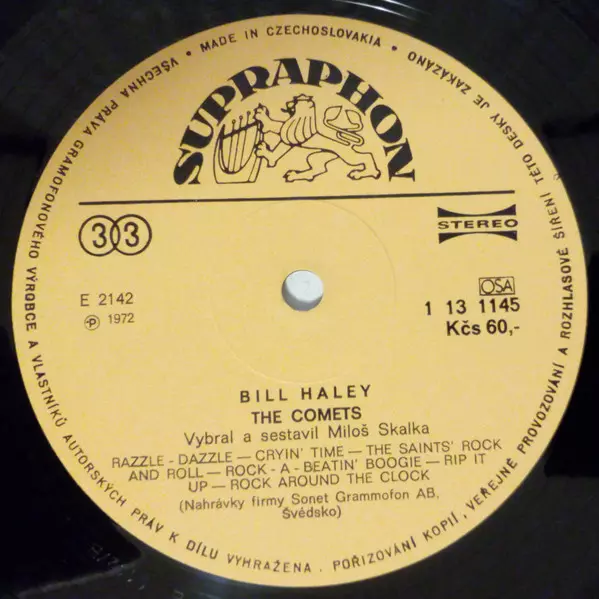 VŠECHNA PRÁVA GRAMOFONOVÉHO VÝROBCE A VLASTNÍKŮ AUTORSKÝCH PRÁV K DÍLU VYHRAŽENA. POŘIZOVÁNÍ KOPIÍ, VEŘEJNÉ PROVOZOVÁNÍ A ROZHLASOVÉ ŠÍŘENÍ TÉTO DESKY JE ZAKÁZÁNO • MADE IN CZECHOSLOVAKIA •
SUPRAPHON
33
STEREO
E 2142
℗ 1972
OSA
1 13 1145
Kčs 60,-
BILL HALEY
THE COMETS
Vybral a sestavil Miloš Skalka
RAZZLE - DAZZLE — CRYIN' TIME — THE SAINTS' ROCK
AND ROLL — ROCK - A - BEATIN' BOOGIE — RIP IT
UP — ROCK AROUND THE CLOCK
(Nahrávky firmy Sonet Grammofon AB,
Švédsko)